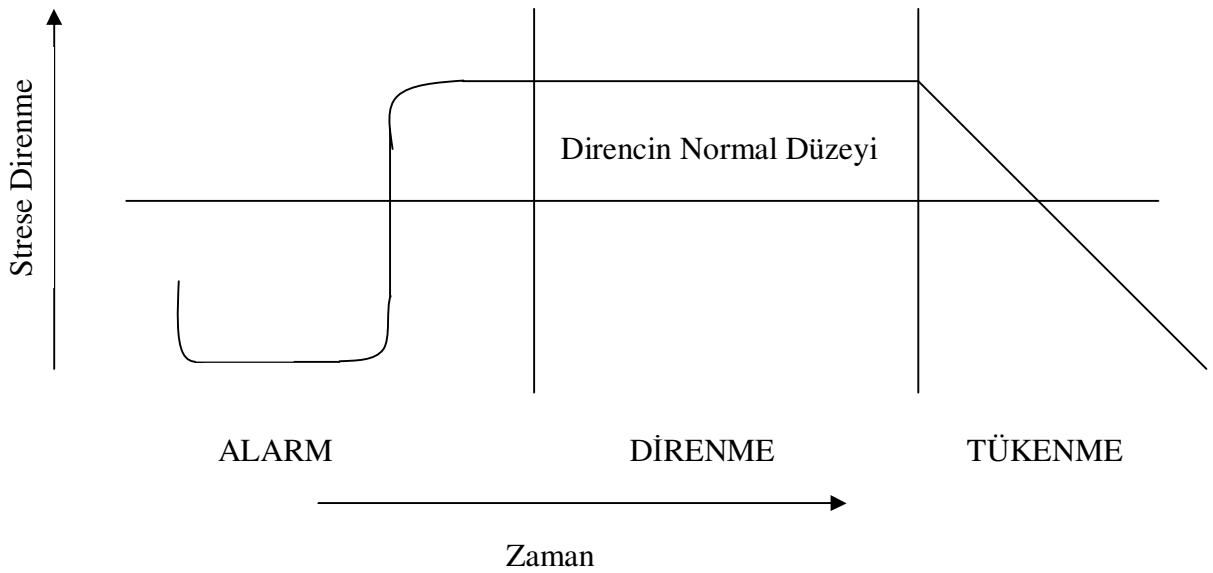 Strese Direnme
Direncin Normal Düzeyi
ALARM
DİRENME
TÜKENME
Zaman